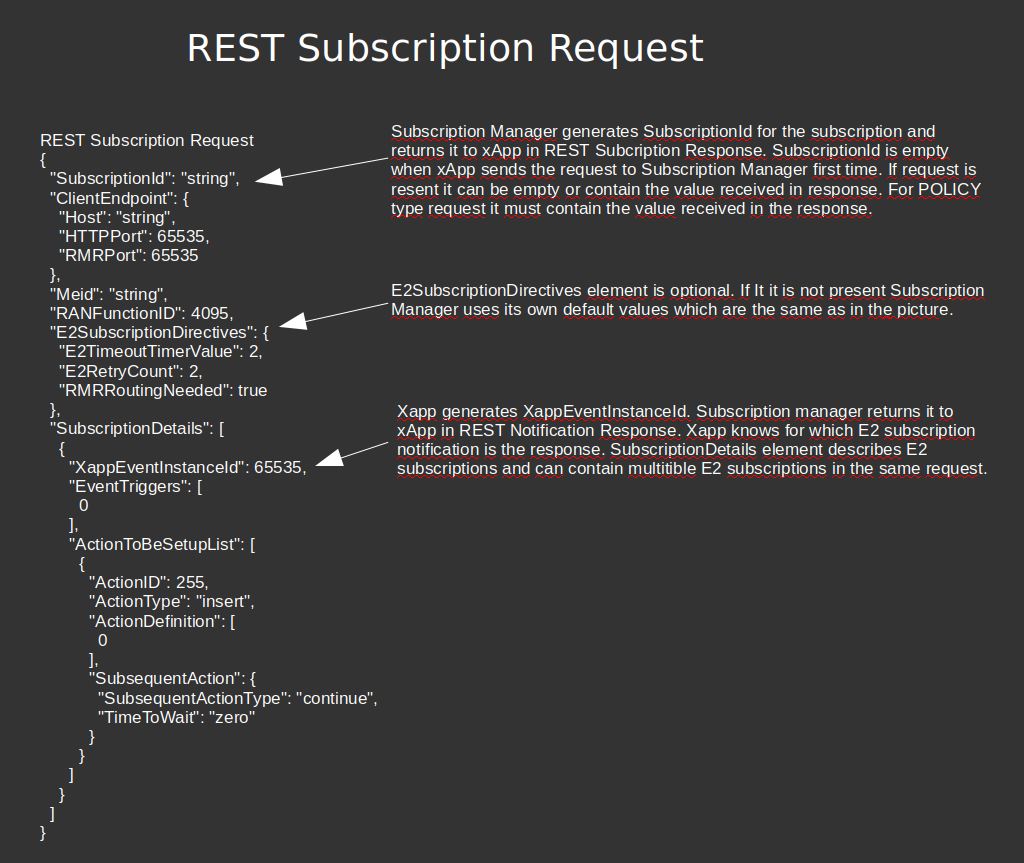 REST Subscription Request
REST Subscription Request
{
"SubscriptionId": "string",
"ClientEndpoint": {
"Host": "string",
"HTTPPort": 65535,
"RMRPort": 65535
},
"Meid": "string",
"RANFunctionID": 4095,
"E2SubscriptionDirectives": {
"E2TimeoutTimerValue": 2,
"E2RetryCount": 2,
"RMRRoutingNeeded": true
},
"SubscriptionDetails": [
{
"XappEventInstanceId": 65535,
"EventTriggers": [
0
],
"ActionToBeSetupList": [
{
"ActionID": 255,
"ActionType": "insert",
"ActionDefinition": [
0
],
"SubsequentAction": {
"SubsequentActionType": "continue",
"TimeToWait": "zero"
}
}
]
}
]
}
Subscription Manager generates SubscriptionId for the subscription and
returns it to xApp in REST Subcription Response. SubscriptionId is empty
when xApp sends the request to Subscription Manager first time. If request is
resent it can be empty or contain the value received in response. For POLICY
type request it must contain the value received in the response.
E2SubscriptionDirectives element is optional. If It it is not present Subscription
Manager uses its own default values which are the same as in the picture.
Xapp generates XappEventInstanceId. Subscription manager returns it to
xApp in REST Notification Response. Xapp knows for which E2 subscription
notification is the response. SubscriptionDetails element describes E2
subscriptions and can contain multitible E2 subscriptions in the same request.